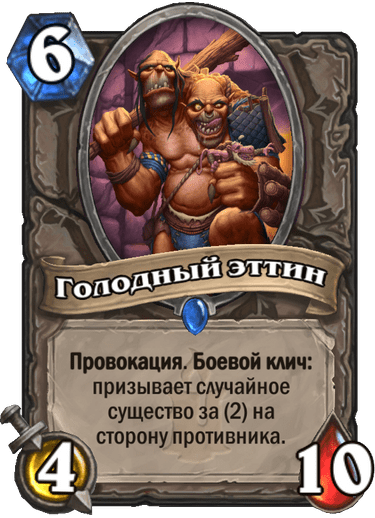 6
Голодный эттин
Провокация. Боевой клич:
призывает случайное
существо за (2) на
сторону противника.
4
10